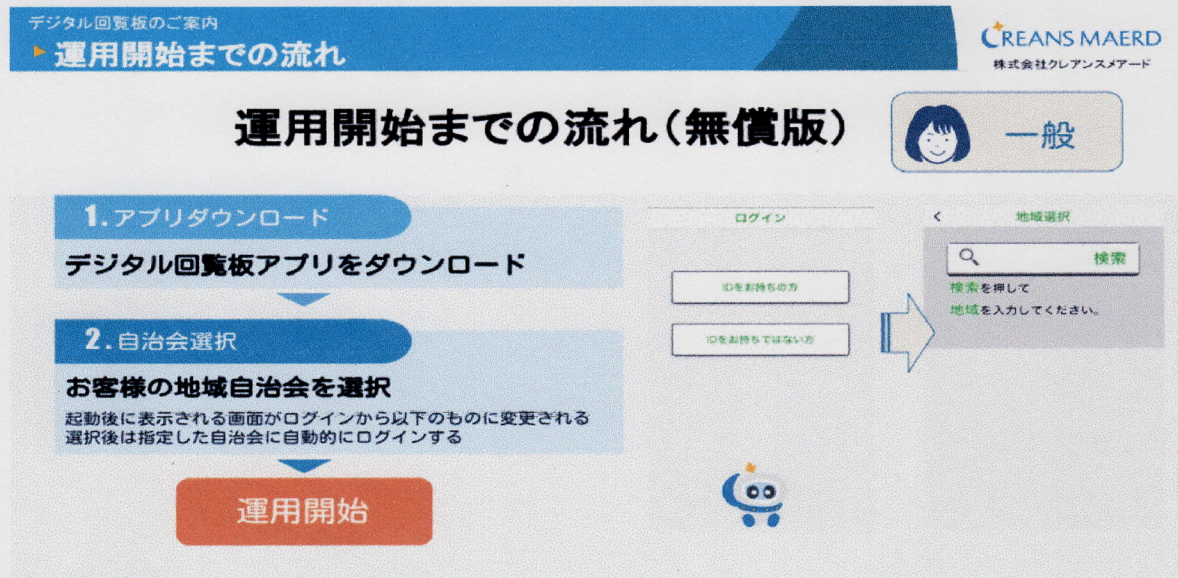 デジタル回覧板のご案内
運用開始までの流れ
CREANS MAERD
株式会社クレアンスメアード
運用開始までの流れ（無償版）
一般
1.アプリダウンロード
デジタル回覧板アプリをダウンロード
2.自治会選択
お客様の地域自治会を選択
起動後に表示される画面がログインから以下のものに変更される
選択後は指定した自治会に自動的にログインする
運用開始
ログイン
IDをお持ちの方
IDをお持ちではない方
< 地域選択
検索
検索を押して
地域を入力してください。